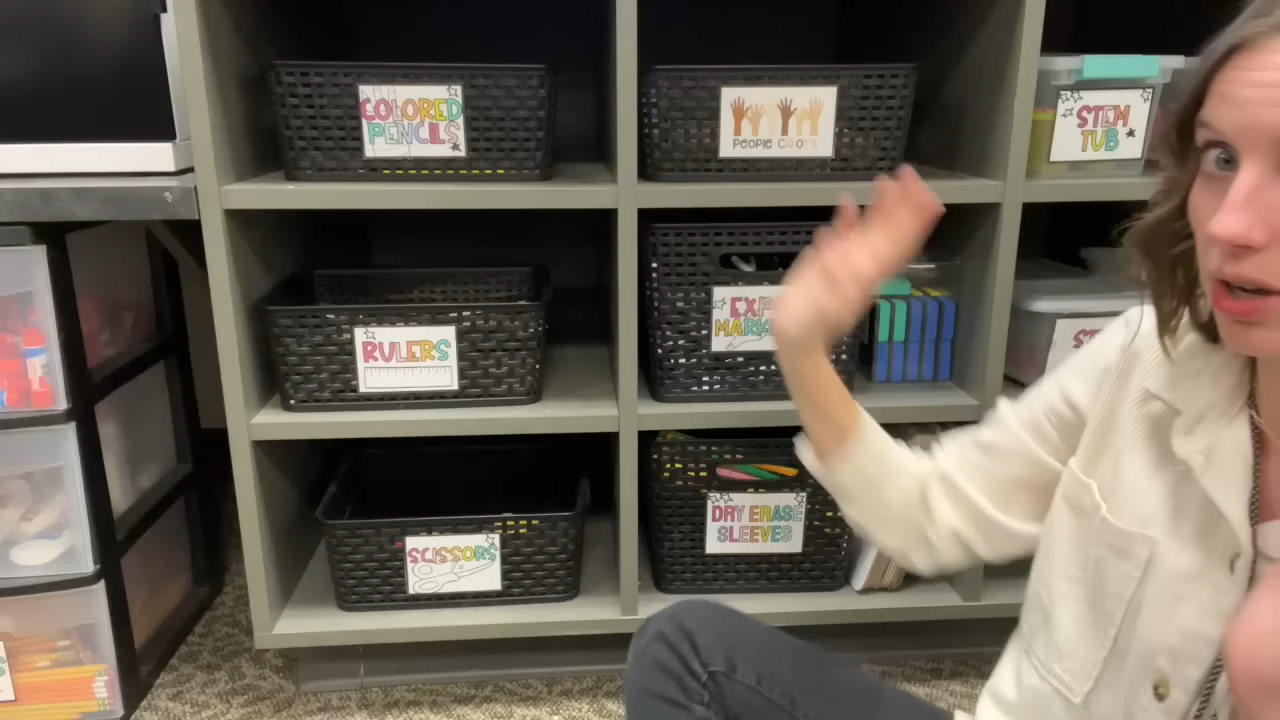 COLORED
PENCILS
PEOPLE COLORS
STEM
TUB
RULERS
SCISSORS
DRY ERASE
SLEEVES